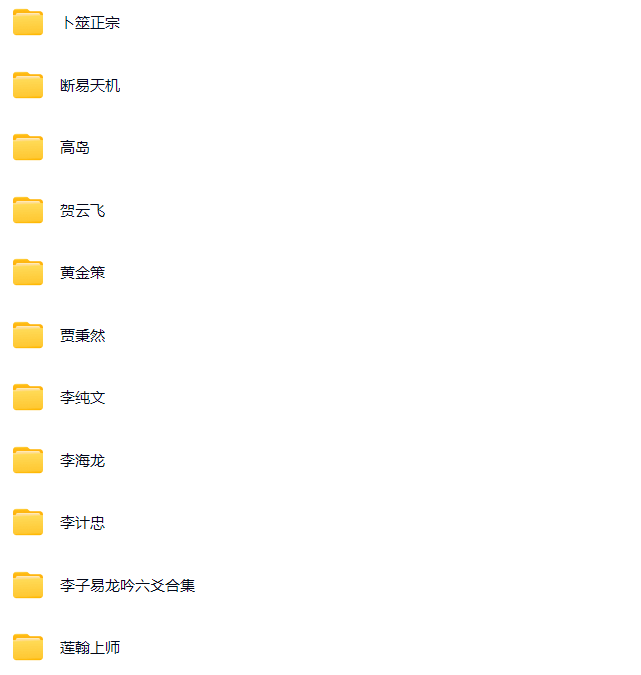 卜筮正宗
断易天机
高岛
贺云飞
黄金策
贾秉然
李纯文
李海龙
李计忠
李子易龙吟六爻合集
莲翰上师